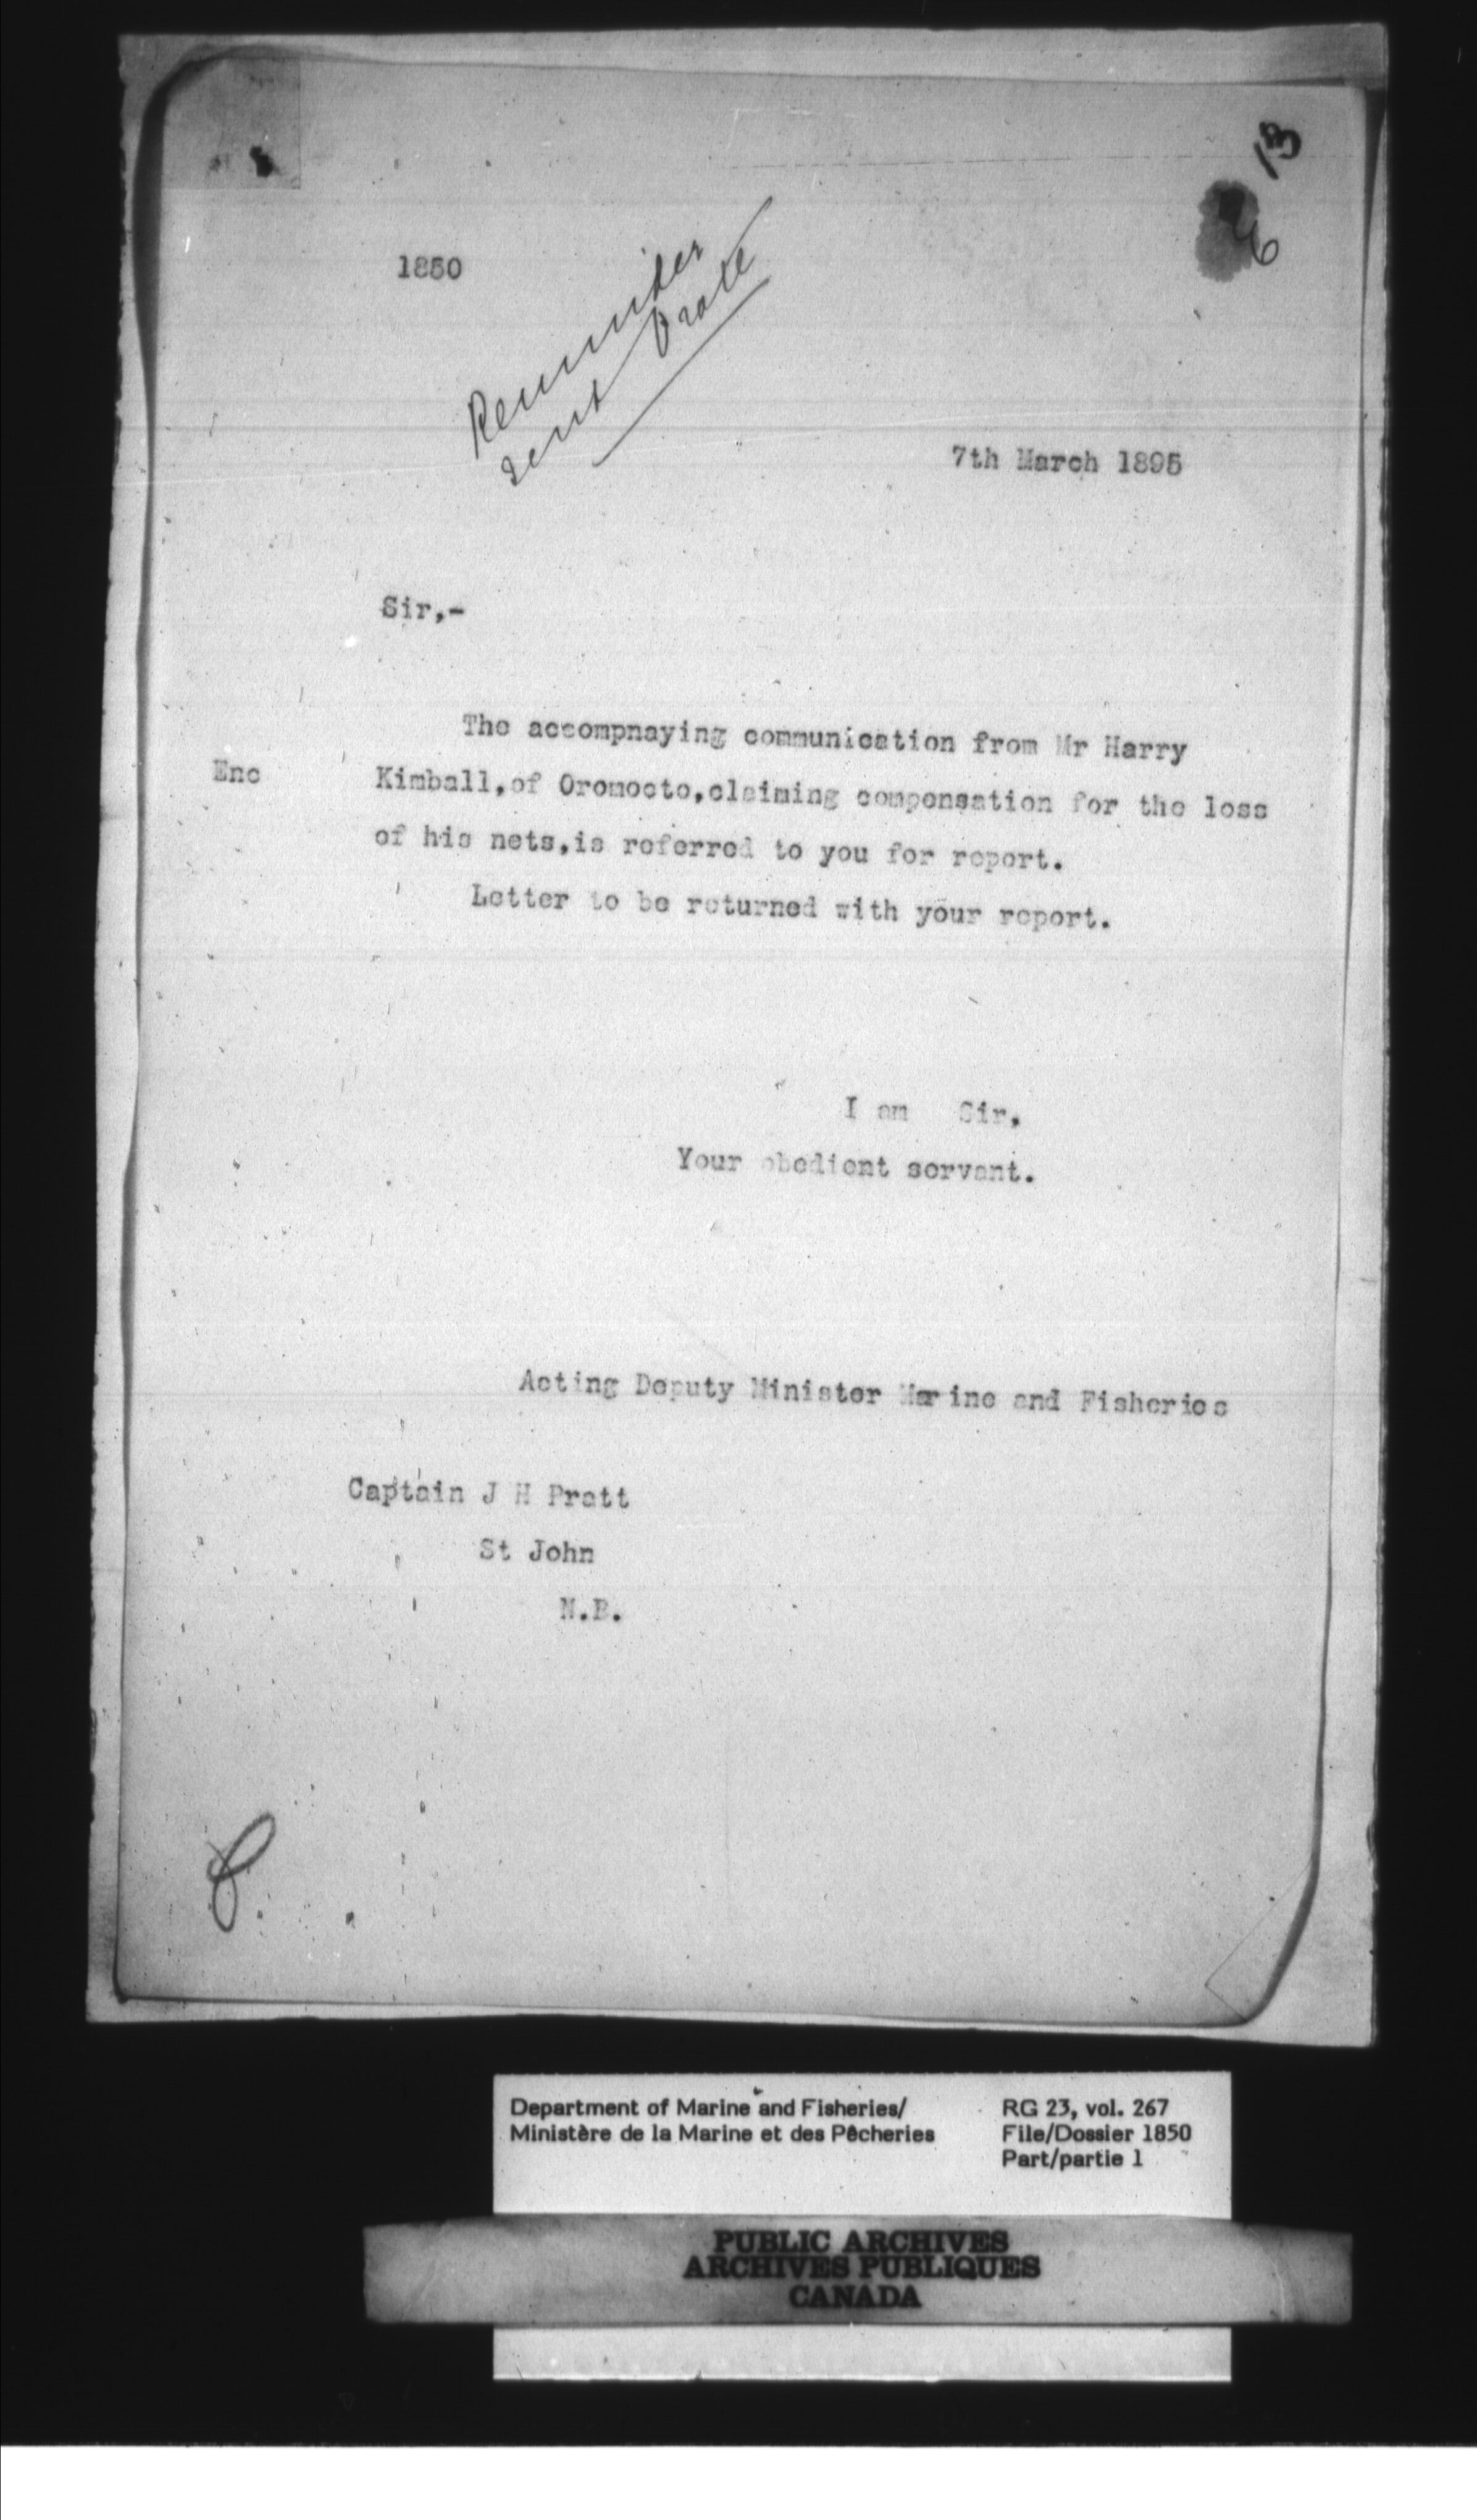 13
6
1850
Reminder
sent Pratt
7th March 1895
Sir,-
The accompnaying communication from Mr Harry
Enc Kimball,of Oromocto,claiming compensation for the loss
of his nets,is referred to you for report.
Letter to be returned with your report.
I am Sir,
Your obedient servant.
Acting Deputy Minister Marine and Fisheries
Captain J H Pratt
St John
N.B.
Department of Marine and Fisheries/
Ministère de la Marine et des Pêcheries
RG 23, vol. 267
File/Dossier 1850
Part/partie 1
PUBLIC ARCHIVES
ARCHIVES PUBLIQUES
CANADA